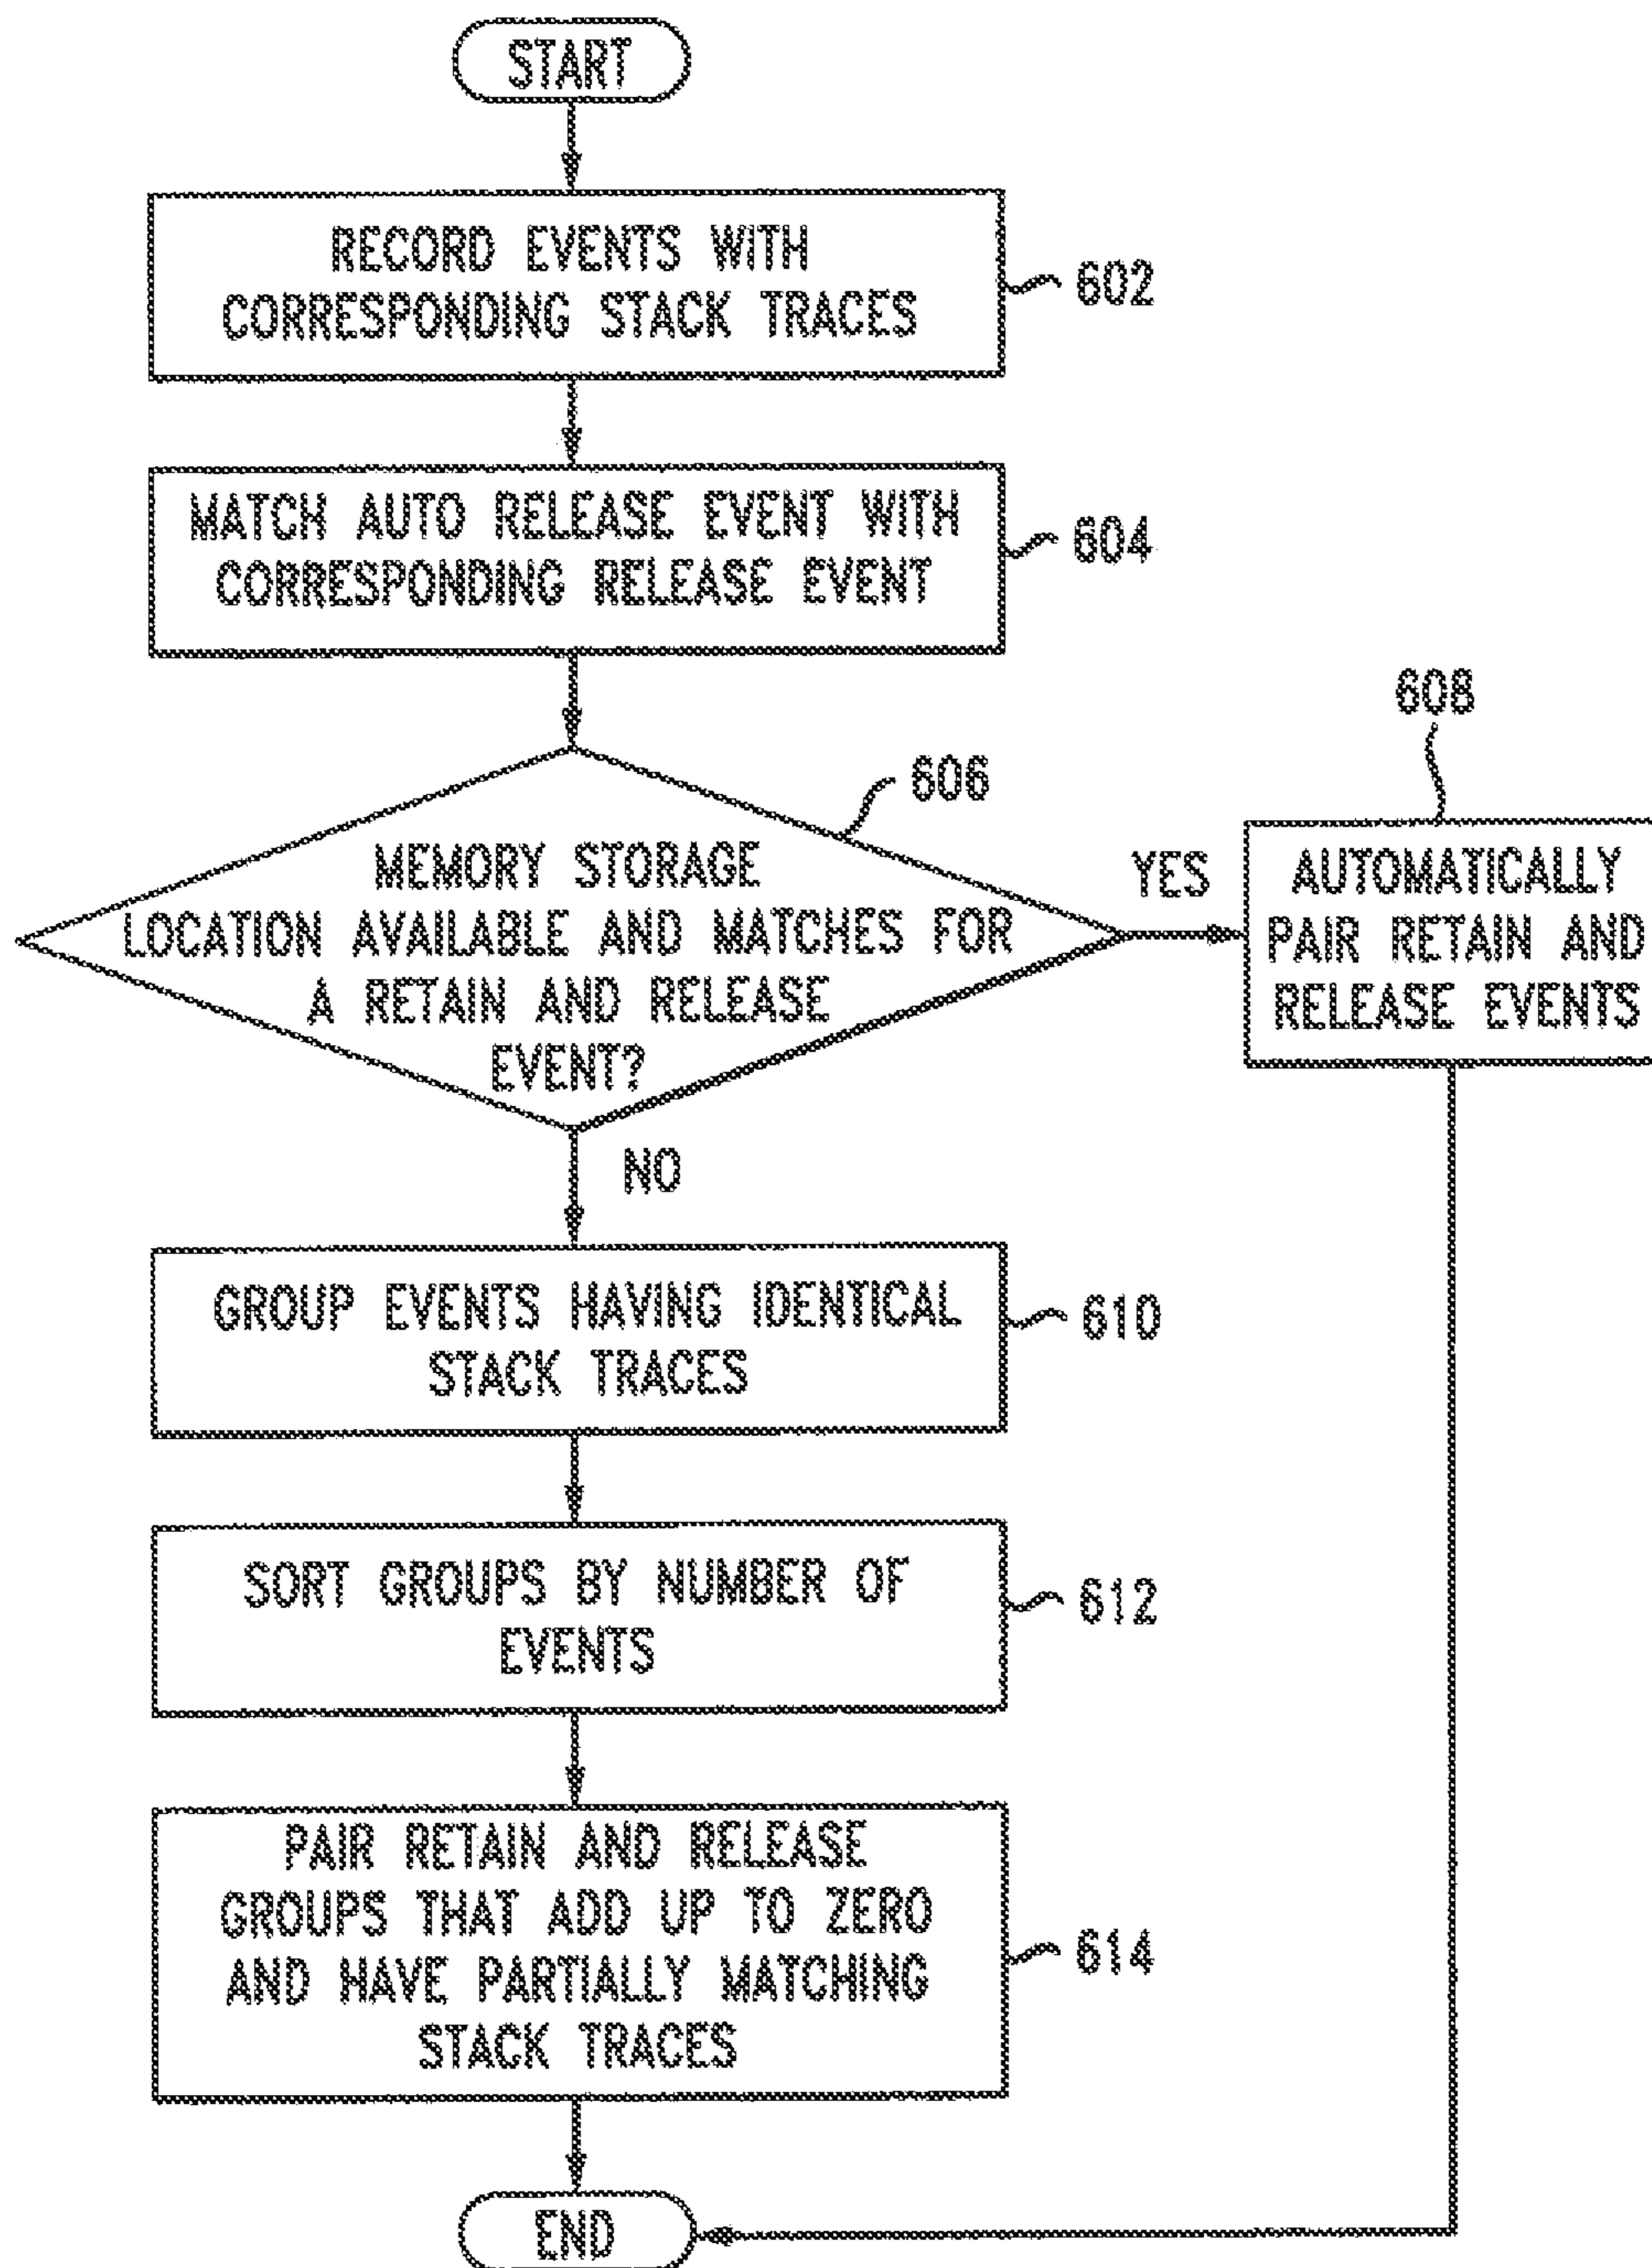 START
RECORD EVENTS WITH
CORRESPONDING STACK TRACES
602
MATCH AUTO RELEASE EVENT WITH
CORRESPONDING RELEASE EVENT
604
606
MEMORY STORAGE
LOCATION AVAILABLE AND MATCHES FOR
A RETAIN AND RELEASE
EVENT?
YES
608
AUTOMATICALLY
PAIR RETAIN AND
RELEASE EVENTS
NO
GROUP EVENTS HAVING IDENTICAL
STACK TRACES
610
SORT GROUPS BY NUMBER OF
EVENTS
612
PAIR RETAIN AND RELEASE
GROUPS THAT ADD UP TO ZERO
AND HAVE PARTIALLY MATCHING
STACK TRACES
614
END